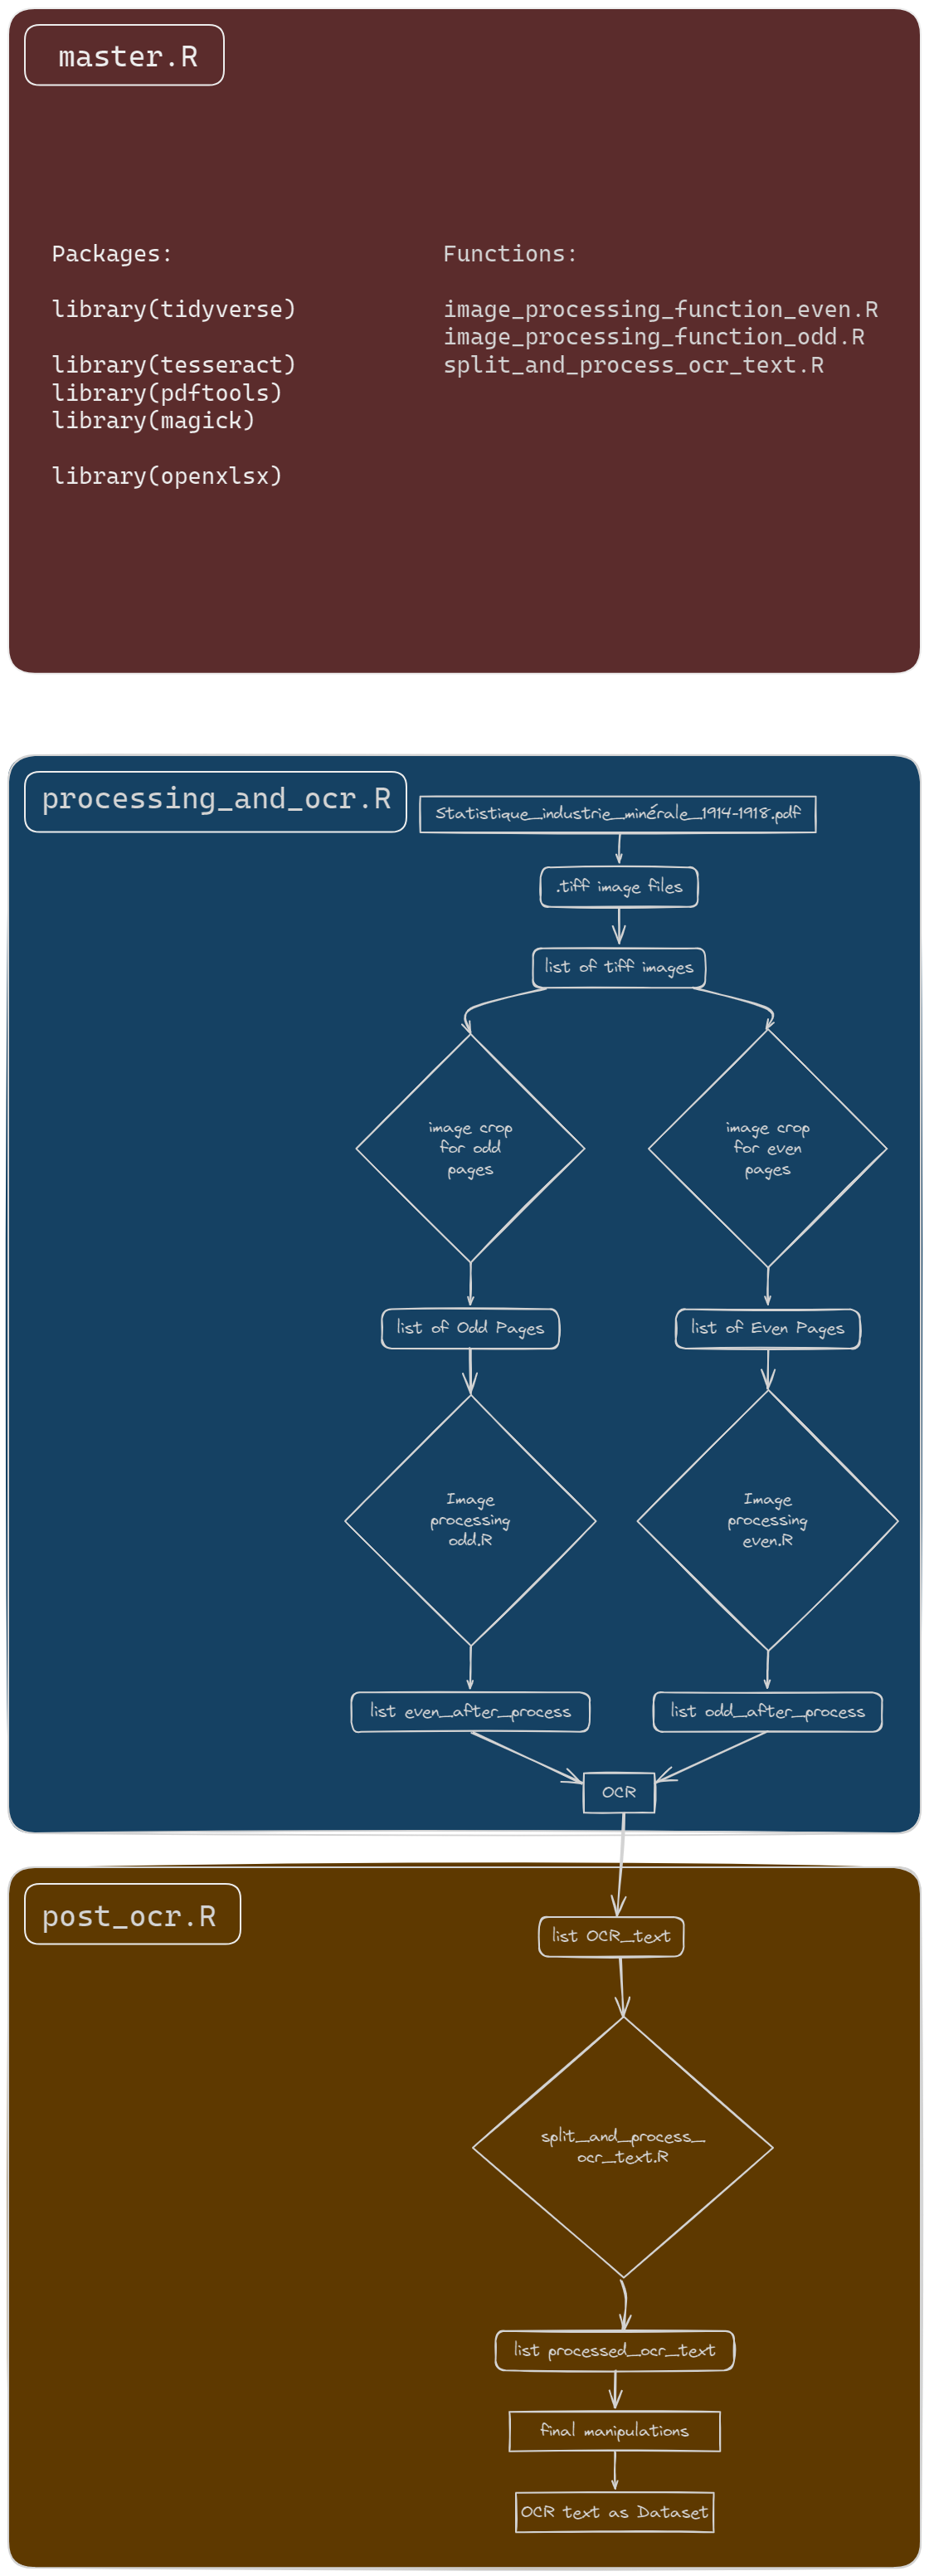 master.R
Packages:
library(tidyverse)
library(tesseract)
library(pdftools)
library(magick)
library(openxlsx)
Functions:
image_processing_function_even.R
image_processing_function_odd.R
split_and_process_ocr_text.R
processing_and_ocr.R
Statistique_industrie_minérale_1914-1918.pdf
.tiff image files
list of tiff images
image crop
for odd
pages
image crop
for even
pages
list of Odd Pages
list of Even Pages
Image
processing
odd.R
Image
processing
even.R
list even_after_process
list odd_after_process
OCR
post_ocr.R
list OCR_text
split_and_process_
ocr_text.R
list processed_ocr_text
final manipulations
OCR text as Dataset